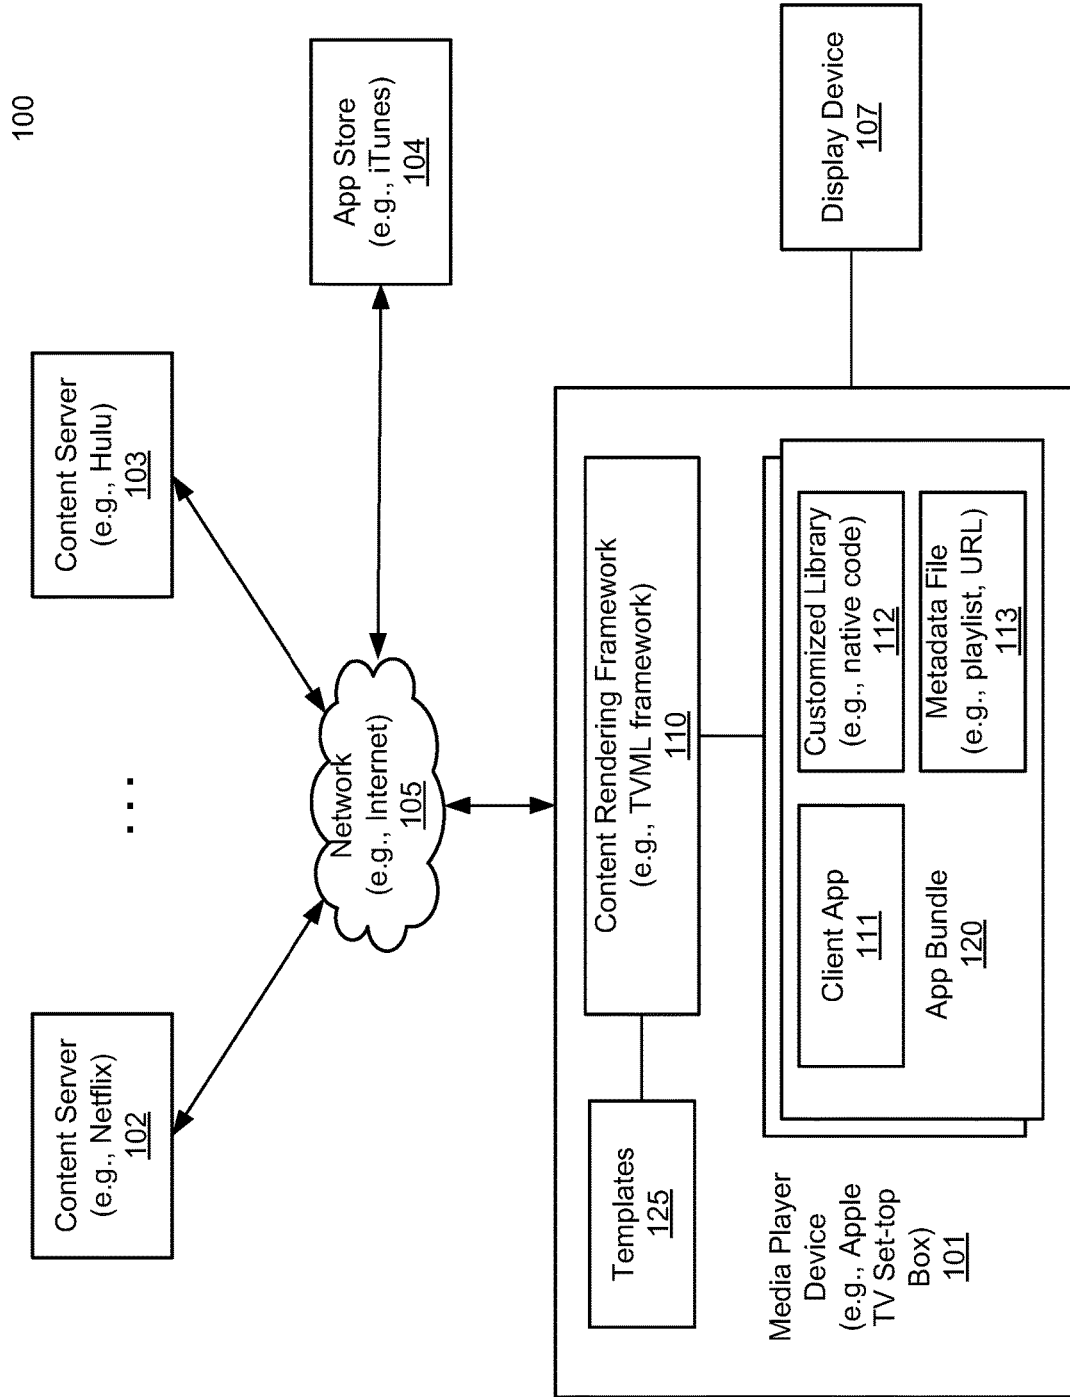 100
Content Server
(e.g., Netflix)
102
. . .
Content Server
(e.g., Hulu)
103
Network
(e.g., Internet)
105
App Store
(e.g., iTunes)
104
Templates
125
Content Rendering Framework
(e.g., TVML framework)
110
Media Player
Device
(e.g., Apple
TV Set-top
Box)
101
Client App
111
App Bundle
120
Customized Library
(e.g., native code)
112
Metadata File
(e.g., playlist, URL)
113
Display Device
107